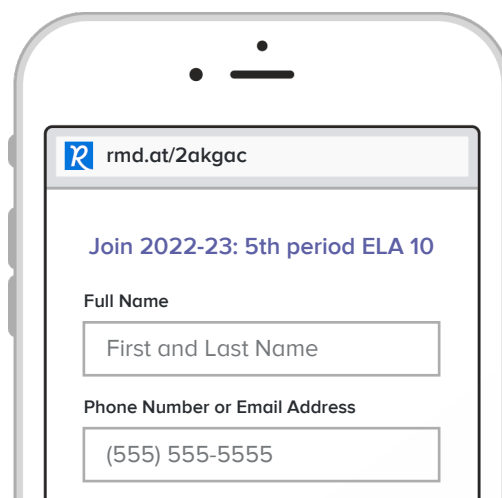 rmd.at/2akgac
Join 2022-23: 5th period ELA 10
Full Name
First and Last Name
Phone Number or Email Address
(555) 555-5555